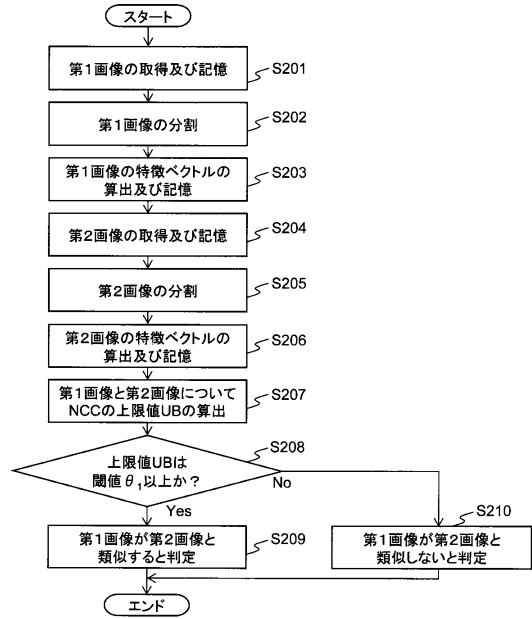 スタート
第1画像の取得及び記憶
S201
第1画像の分割
S202
第1画像の特徴ベクトルの
算出及び記憶
S203
第2画像の取得及び記憶
S204
第2画像の分割
S205
第2画像の特徴ベクトルの
算出及び記憶
S206
第1画像と第2画像について
NCCの上限値UBの算出
S207
上限値UBは
閾値θ₁以上か?
S208
No
Yes
第1画像が第2画像と
類似すると判定
S209
第1画像が第2画像と
類似しないと判定
S210
エンド